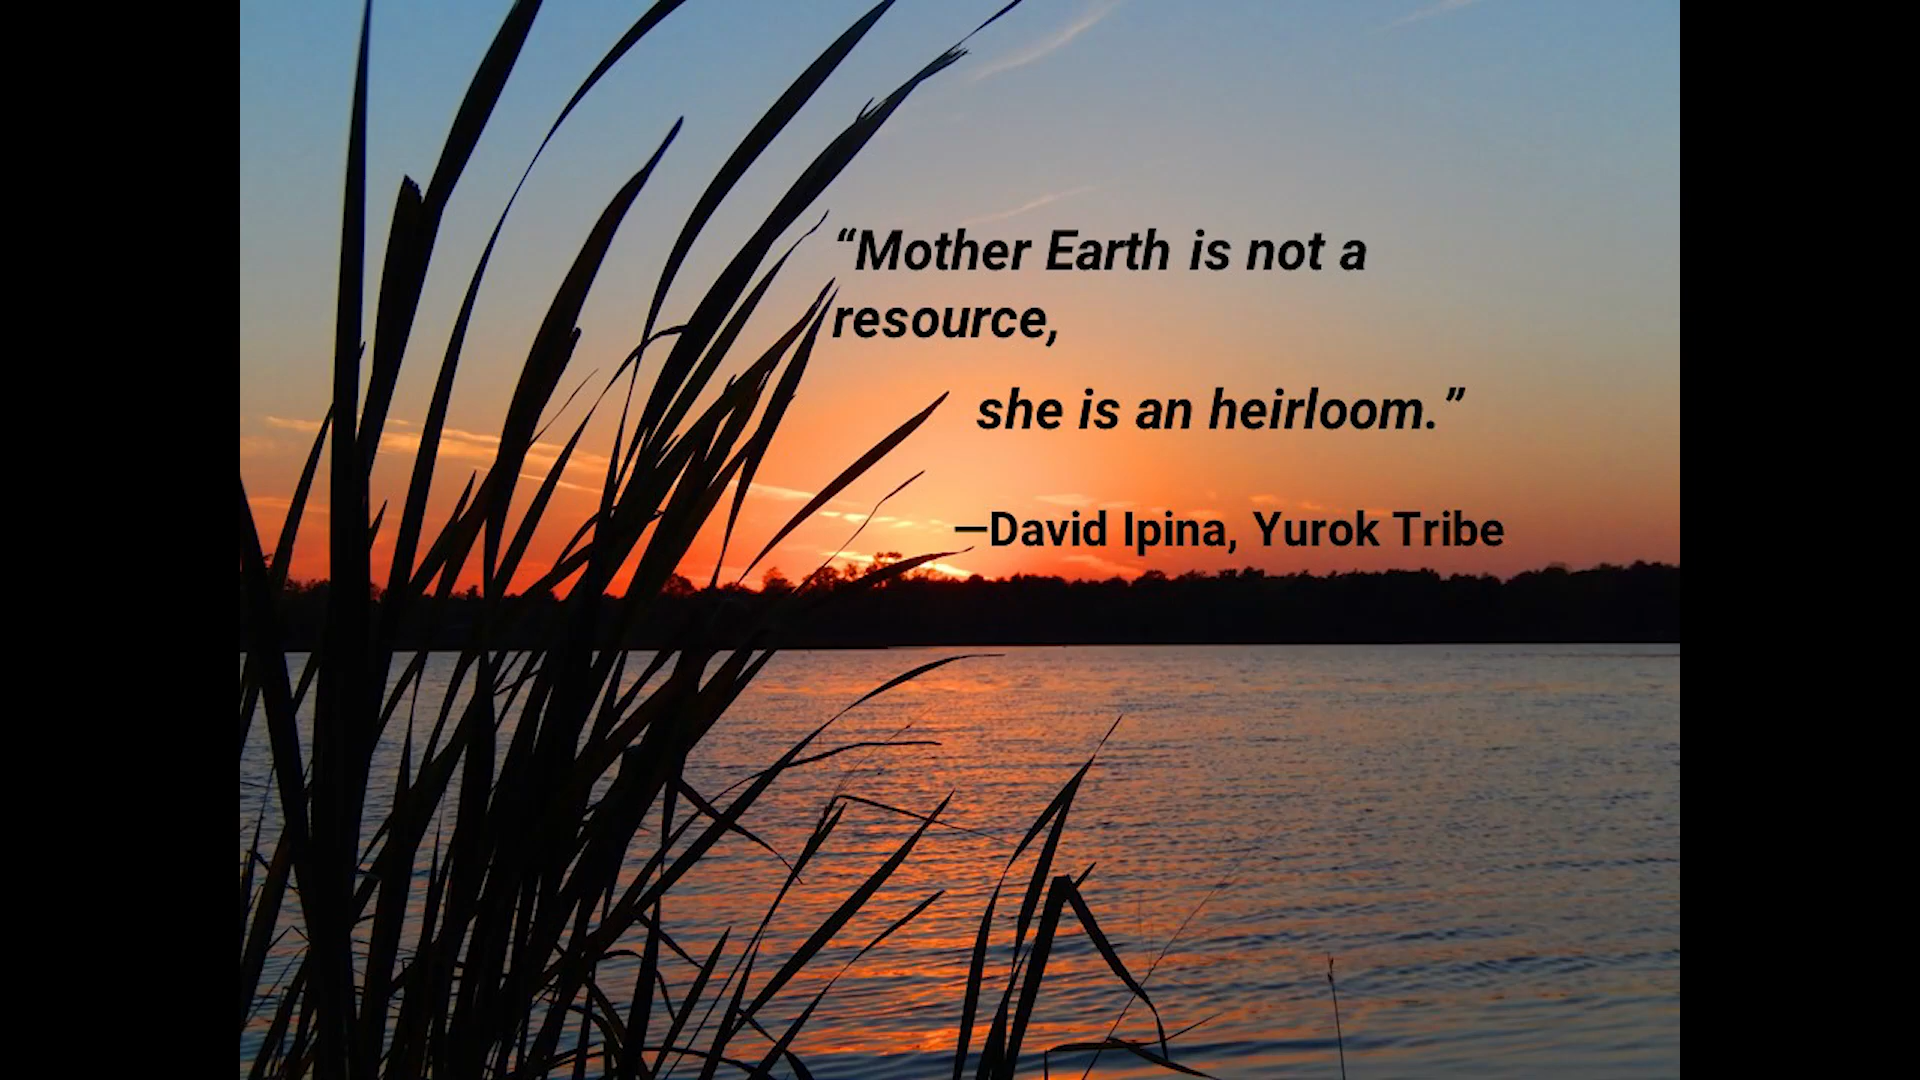 “Mother Earth is not a
resource,
she is an heirloom.”
—David Ipina, Yurok Tribe